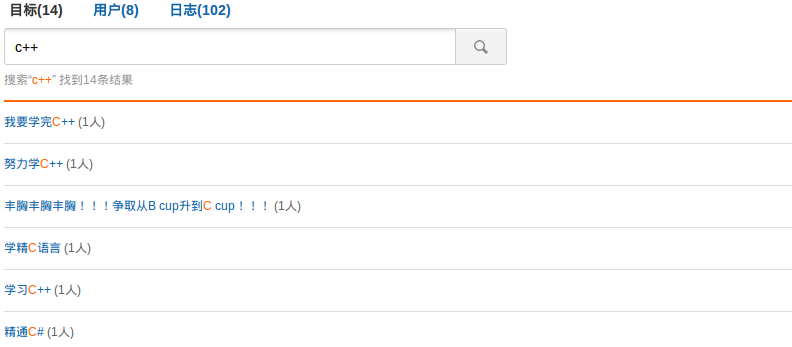 目标(14) 用户(8) 日志(102)
c++
搜索“c++” 找到14条结果
我要学完C++ (1人)
努力学C++ (1人)
丰胸丰胸丰胸！！！争取从B cup升到C cup！！！ (1人)
学精C语言 (1人)
学习C++ (1人)
精通C# (1人)